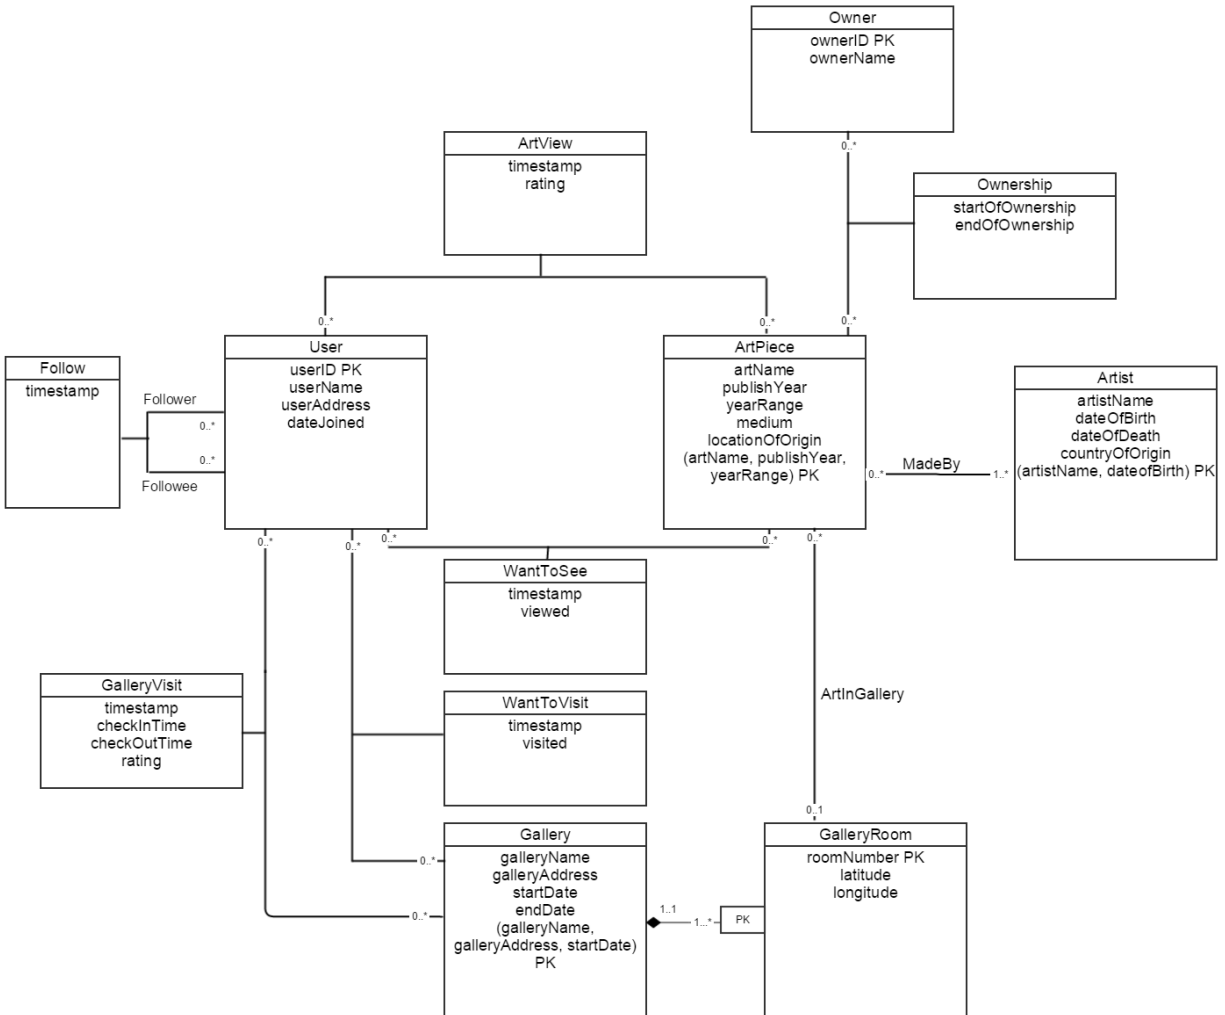 Owner
ownerID PK
ownerName
0..*
ArtView
timestamp
rating
Ownership
startOfOwnership
endOfOwnership
0..*
0..*
0..*
Follow
timestamp
Follower
0..*
0..*
Followee
User
userID PK
userName
userAddress
dateJoined
ArtPiece
artName
publishYear
yearRange
medium
locationOfOrigin
(artName, publishYear,
yearRange) PK
0..*
MadeBy
1..*
Artist
artistName
dateOfBirth
dateOfDeath
countryOfOrigin
(artistName, dateofBirth) PK
0..*
0..*
0..*
0..*
0..*
WantToSee
timestamp
viewed
GalleryVisit
timestamp
checkInTime
checkOutTime
rating
WantToVisit
timestamp
visited
ArtInGallery
0..1
0..*
0..*
Gallery
galleryName
galleryAddress
startDate
endDate
(galleryName,
galleryAddress, startDate)
PK
1..1
1...*
PK
GalleryRoom
roomNumber PK
latitude
longitude